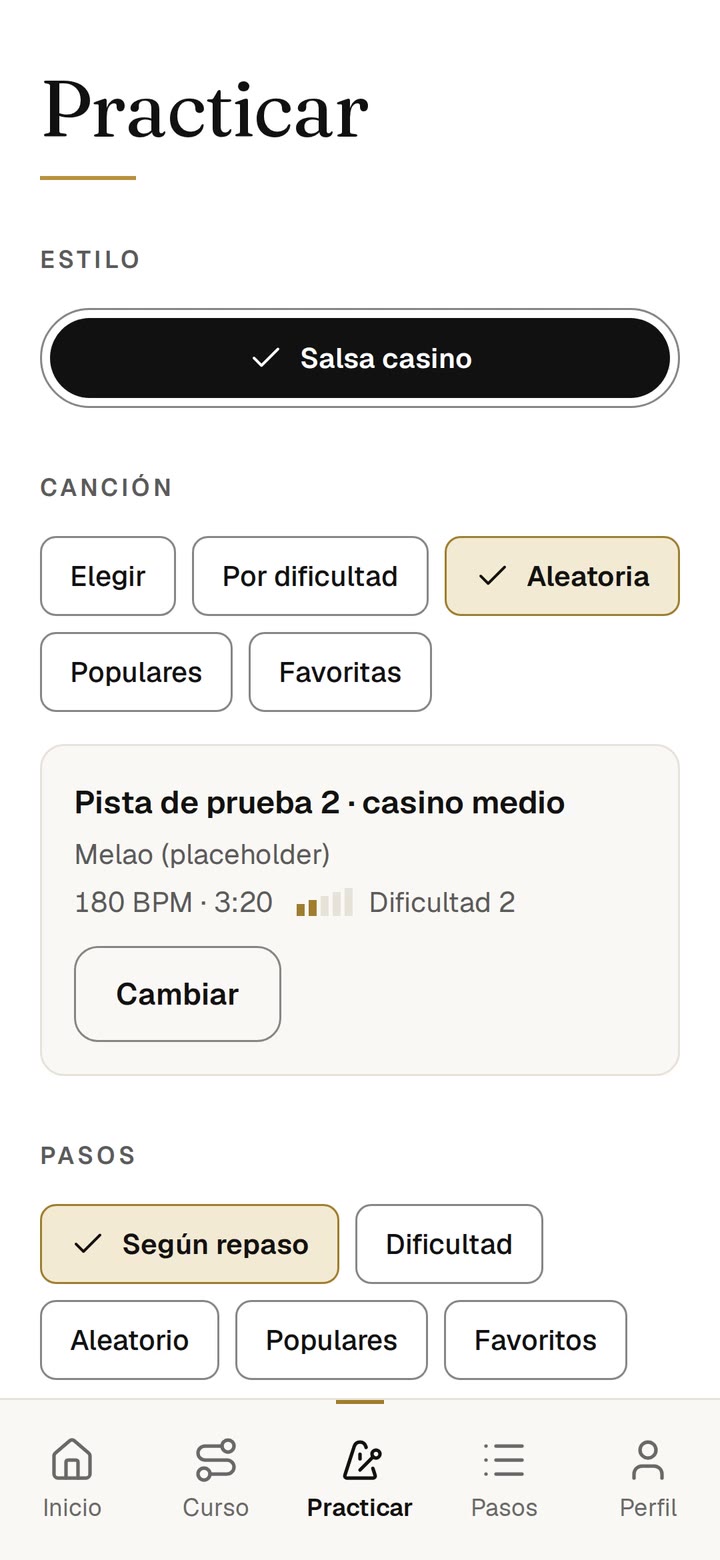 Practicar
ESTILO
Salsa casino
CANCIÓN
Elegir
Por dificultad
Aleatoria
Populares
Favoritas
Pista de prueba 2 · casino medio
Melao (placeholder)
180 BPM · 3:20 Dificultad 2
Cambiar
PASOS
Según repaso
Dificultad
Aleatorio
Populares
Favoritos
Inicio
Curso
Practicar
Pasos
Perfil